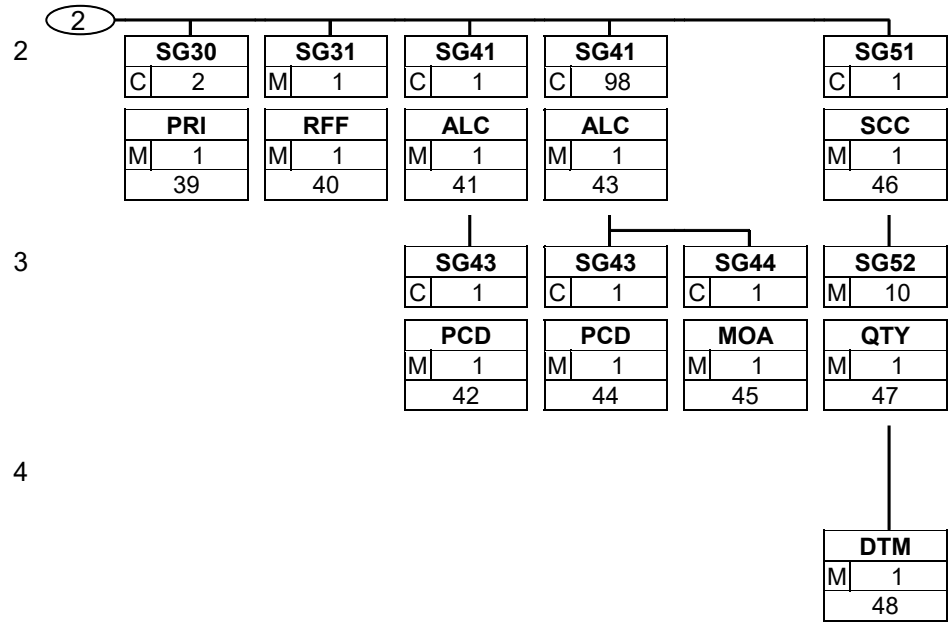 2
2 SG30 SG31 SG41 SG41 SG51
C 2 M 1 C 1 C 98 C 1
PRI RFF ALC ALC SCC
M 1 M 1 M 1 M 1 M 1
39 40 41 43 46
3 SG43 SG43 SG44 SG52
C 1 C 1 C 1 M 10
PCD PCD MOA QTY
M 1 M 1 M 1 M 1
42 44 45 47
4
DTM
M 1
48